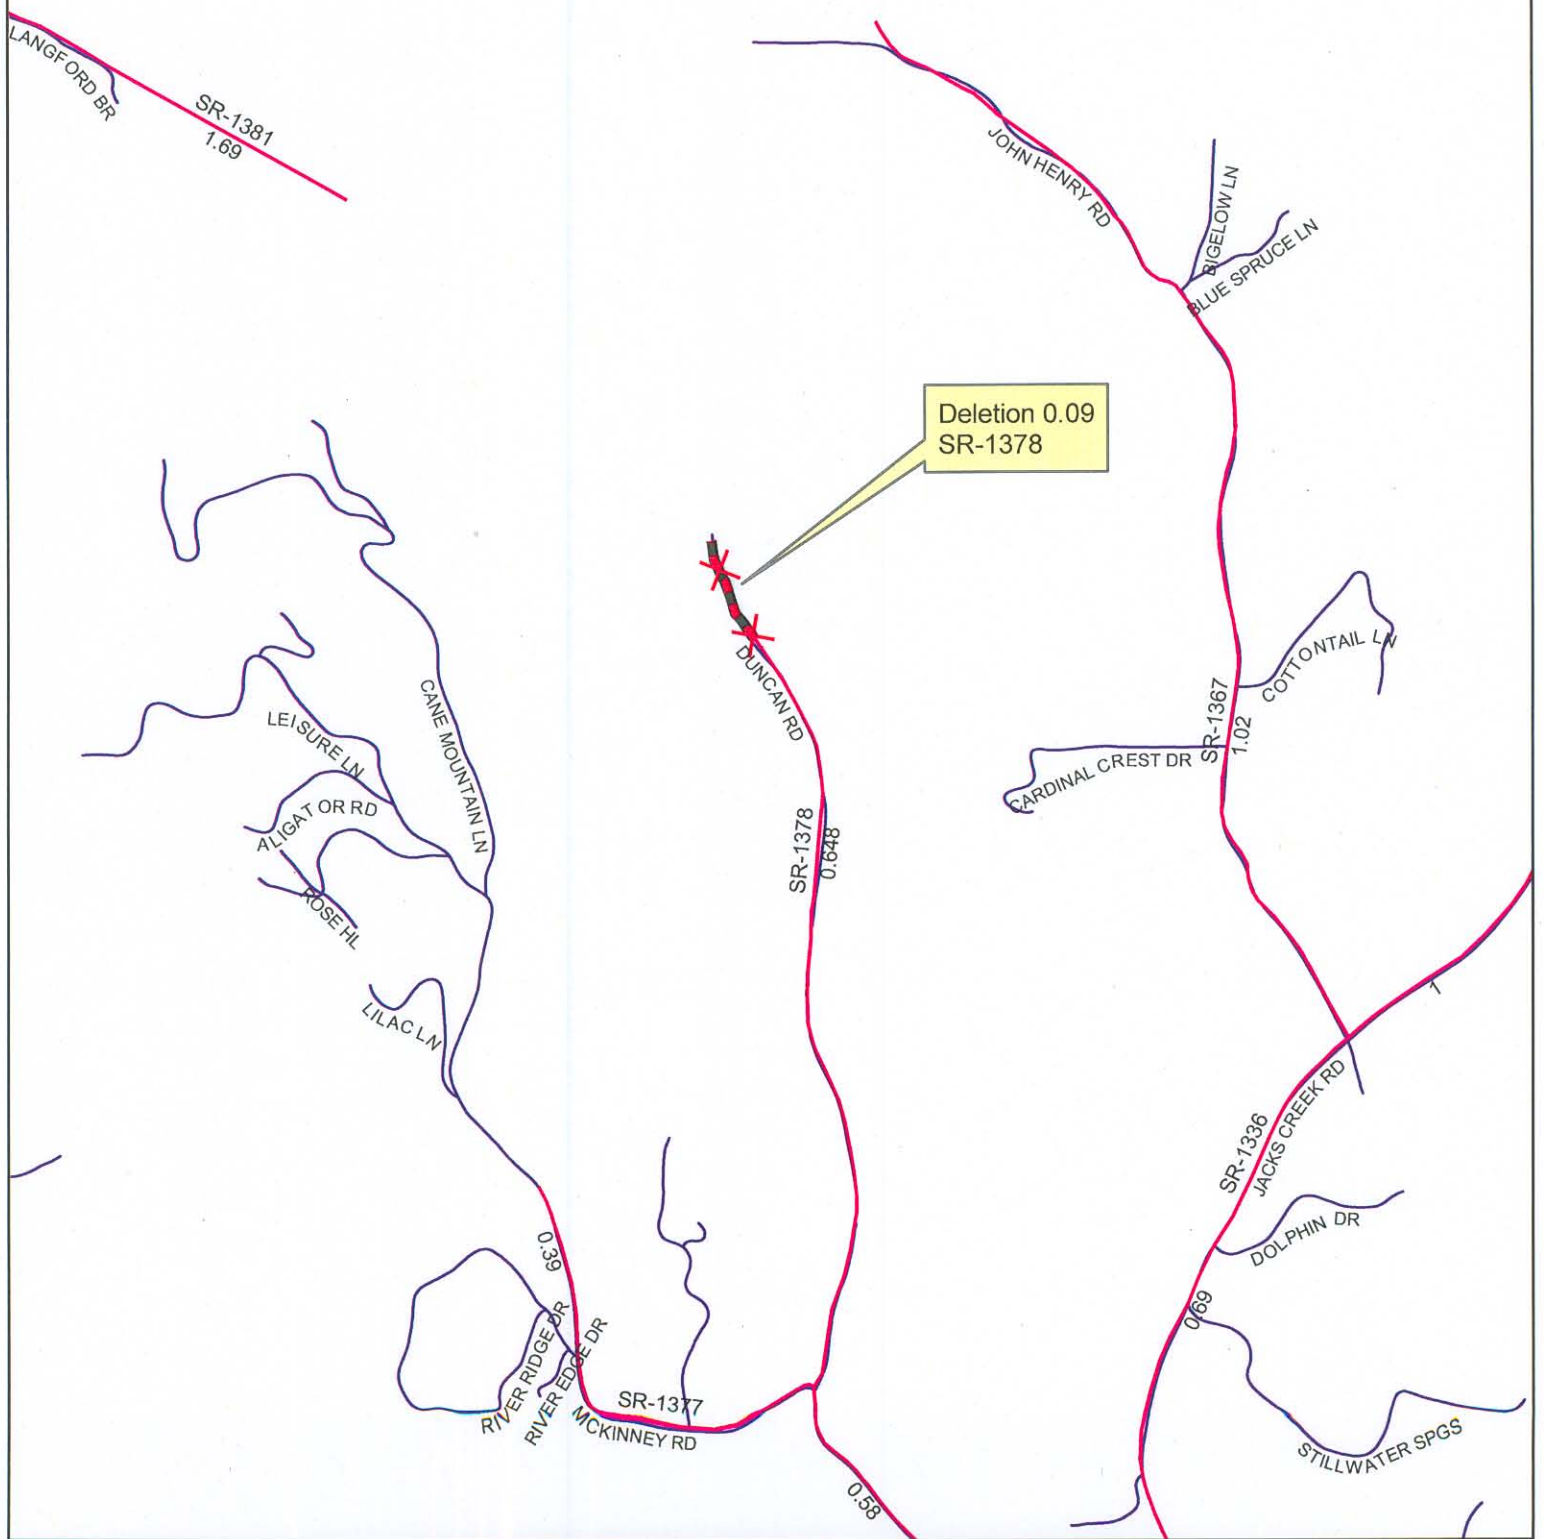 LANGFORD BR
SR-1381
1.69
JOHN HENRY RD
BIGELOW LN
BLUE SPRUCE LN
Deletion 0.09
SR-1378
DUNCAN RD
COTTONTAIL LN
SR-1367
1.02
CARDINAL CREST DR
CANE MOUNTAIN LN
LEISURE LN
ALIGATOR RD
ROSE HL
SR-1378
0.648
LILAC LN
1
JACKS CREEK RD
SR-1336
DOLPHIN DR
0.39
0.69
RIVER RIDGE DR
RIVER EDGE DR
SR-1377
MCKINNEY RD
STILLWATER SPGS
0.58